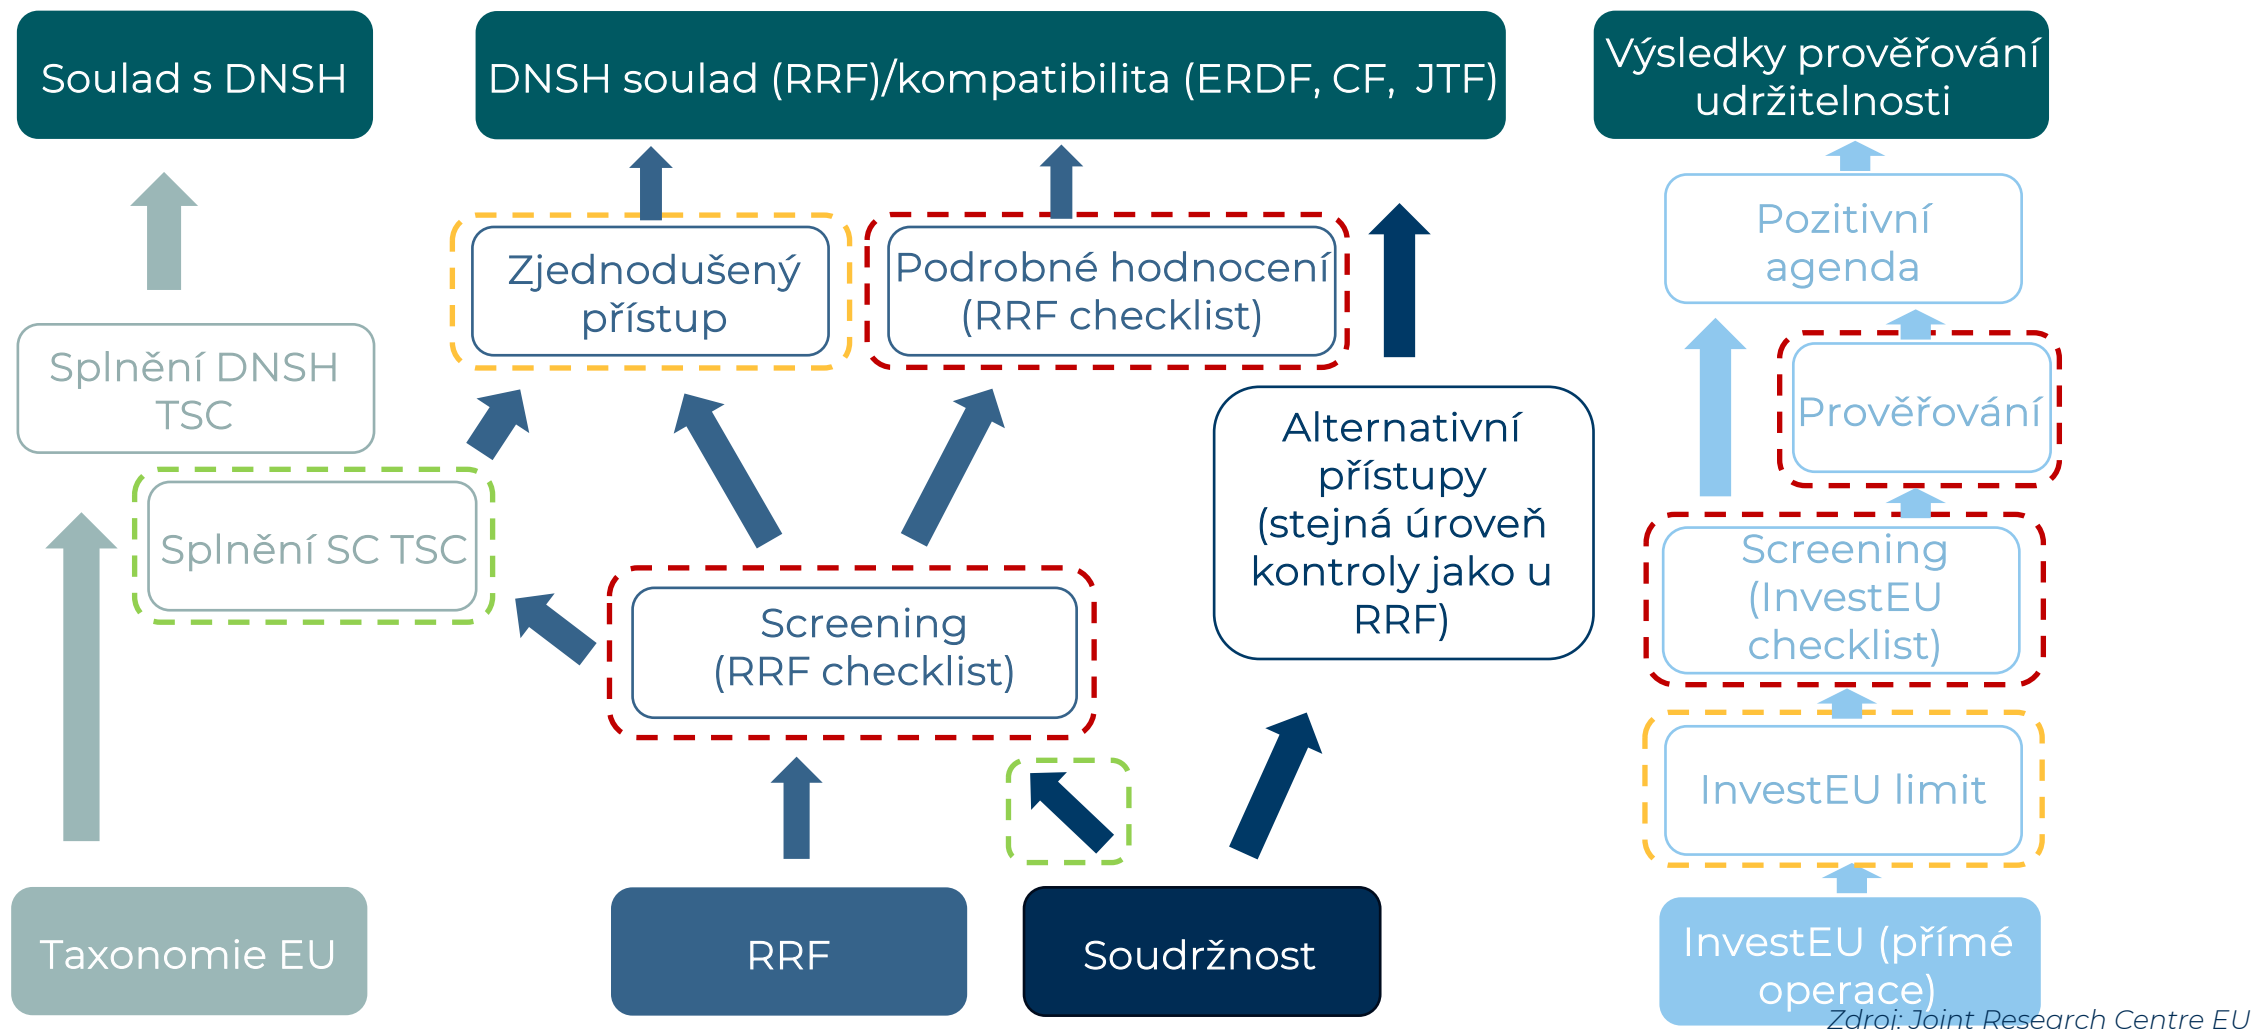 Soulad s DNSH
DNSH soulad (RRF)/kompatibilita (ERDF, CF, JTF)
Výsledky prověřování
udržitelnosti
Zjednodušený
přístup
Podrobné hodnocení
(RRF checklist)
Pozitivní
agenda
Splnění DNSH
TSC
Splnění SC TSC
Alternativní
přístupy
(stejná úroveň
kontroly jako u
RRF)
Prověřování
Screening
(RRF checklist)
Screening
(InvestEU
checklist)
InvestEU limit
Taxonomie EU
RRF
Soudržnost
InvestEU (přímé
operace)
Zdroj: Joint Research Centre EU